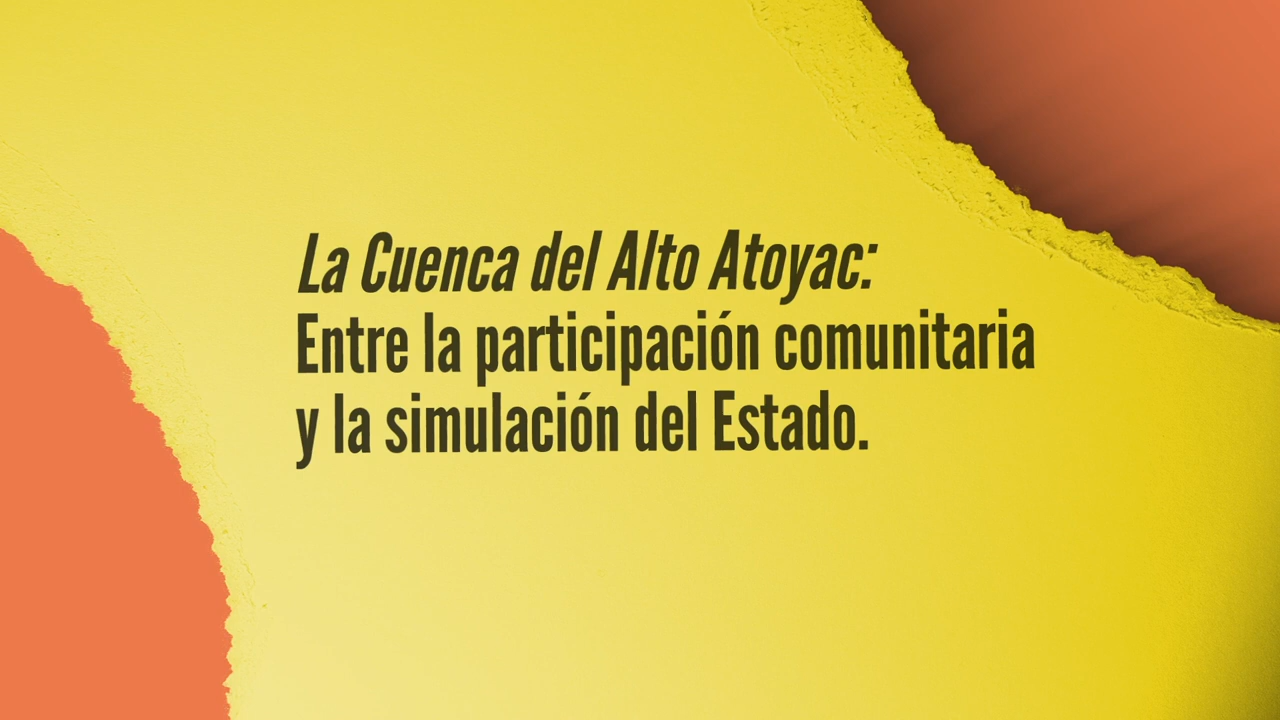 La Cuenca del Alto Atoyac:
Entre la participación comunitaria
y la simulación del Estado.